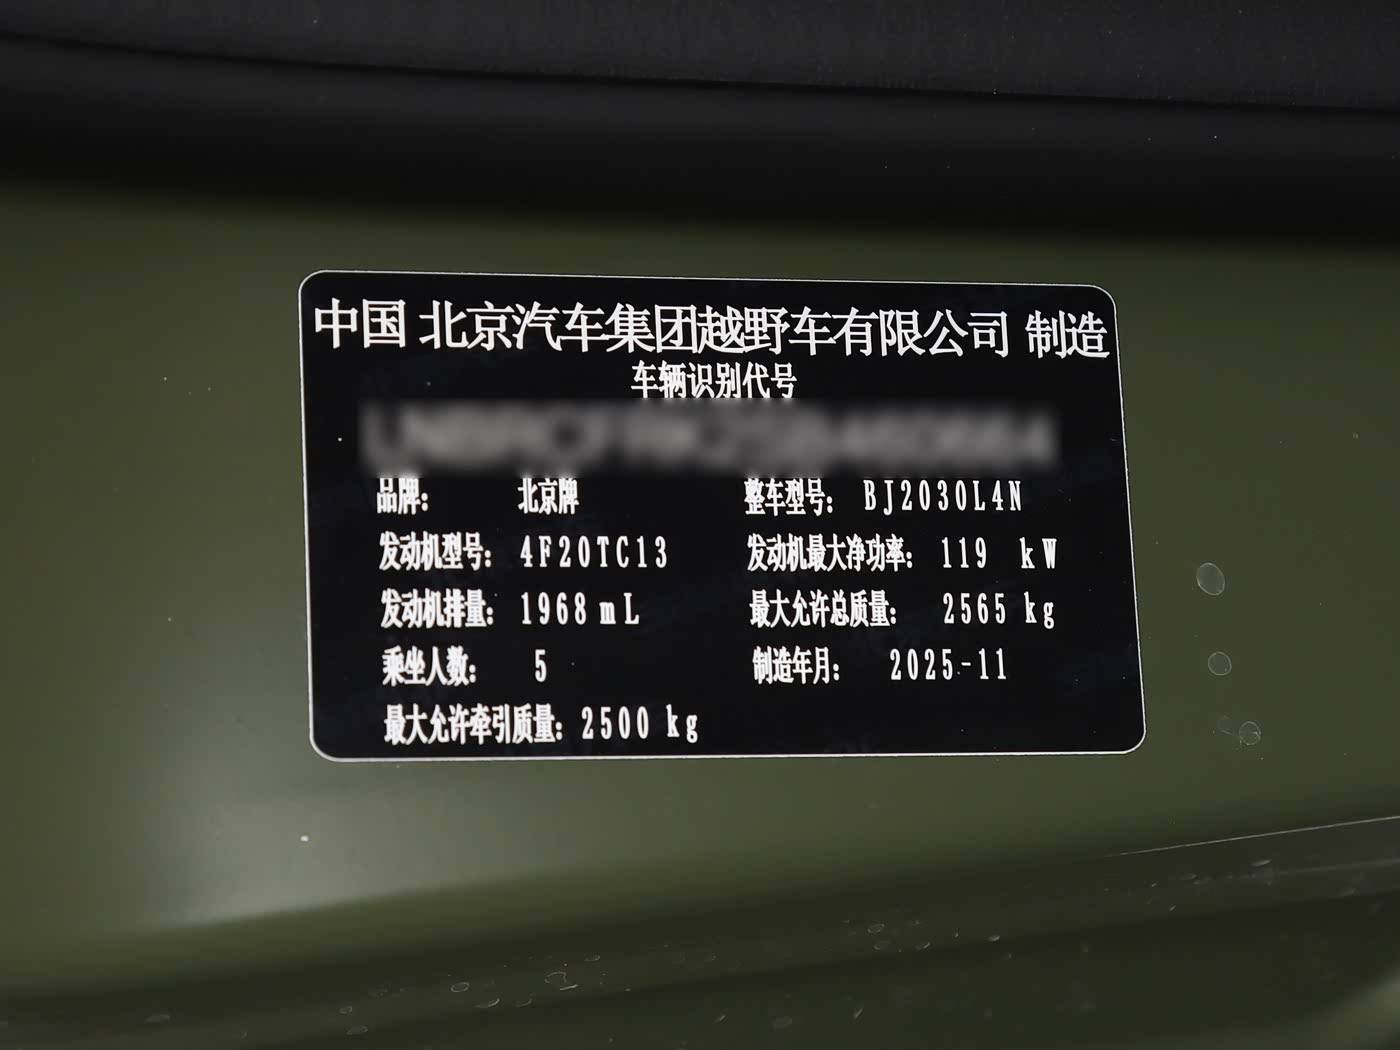 中国 北京汽车集团越野车有限公司 制造
车辆识别代号
品牌： 北京牌 整车型号： BJ2030L4N
发动机型号： 4F20TC13 发动机最大净功率： 119 kW
发动机排量： 1968mL 最大允许总质量： 2565 kg
乘坐人数： 5 制造年月： 2025-11
最大允许牵引质量： 2500 kg